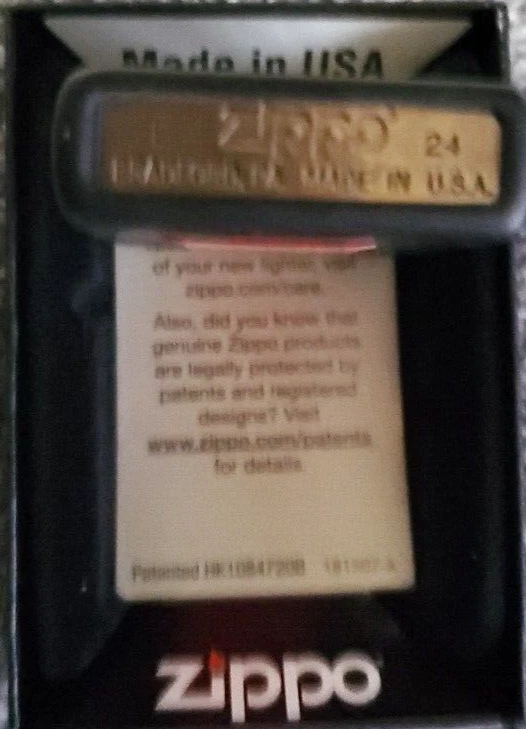 Made in USA
zippo 24
BRADFORD, PA. MADE IN U.S.A.
of your new lighter, visit
zippo.com/care.
Also, did you know that
genuine Zippo products
are legally protected by
patents and registered
designs? Visit
www.zippo.com/patents
for details.
Patented HK1084720B
zippo